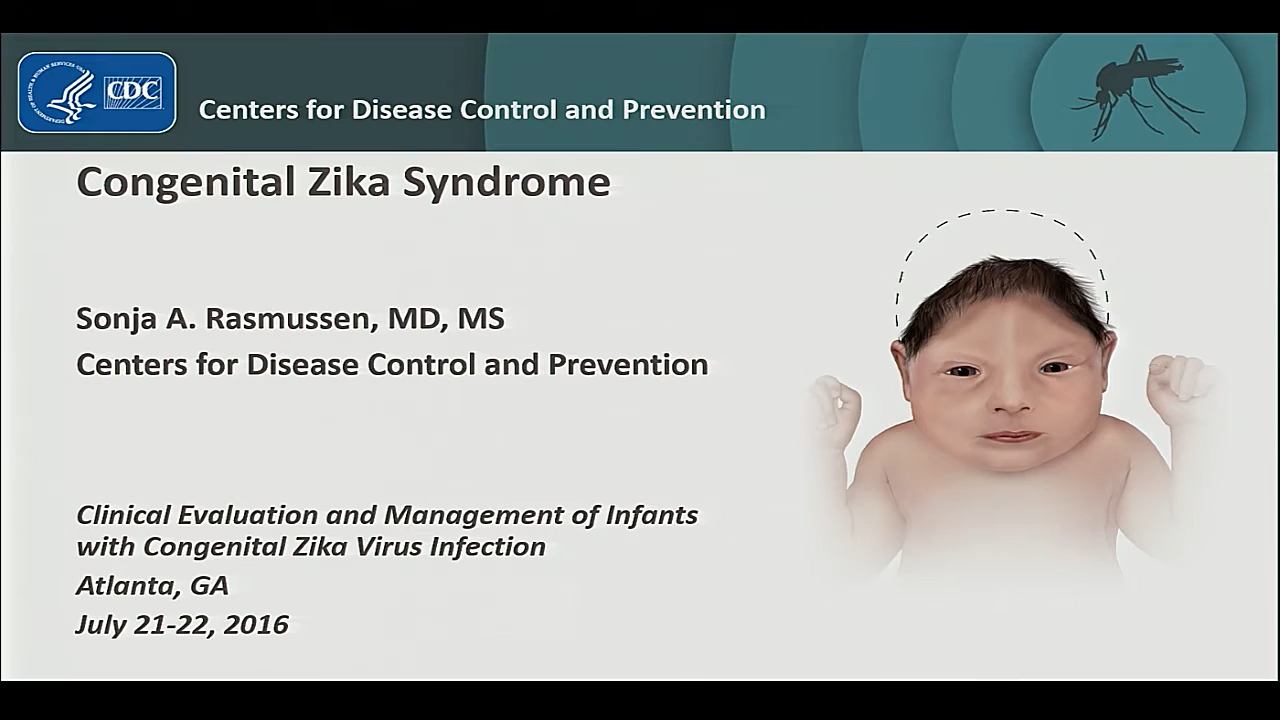 CDC
Centers for Disease Control and Prevention
Congenital Zika Syndrome
Sonja A. Rasmussen, MD, MS
Centers for Disease Control and Prevention
Clinical Evaluation and Management of Infants
with Congenital Zika Virus Infection
Atlanta, GA
July 21-22, 2016